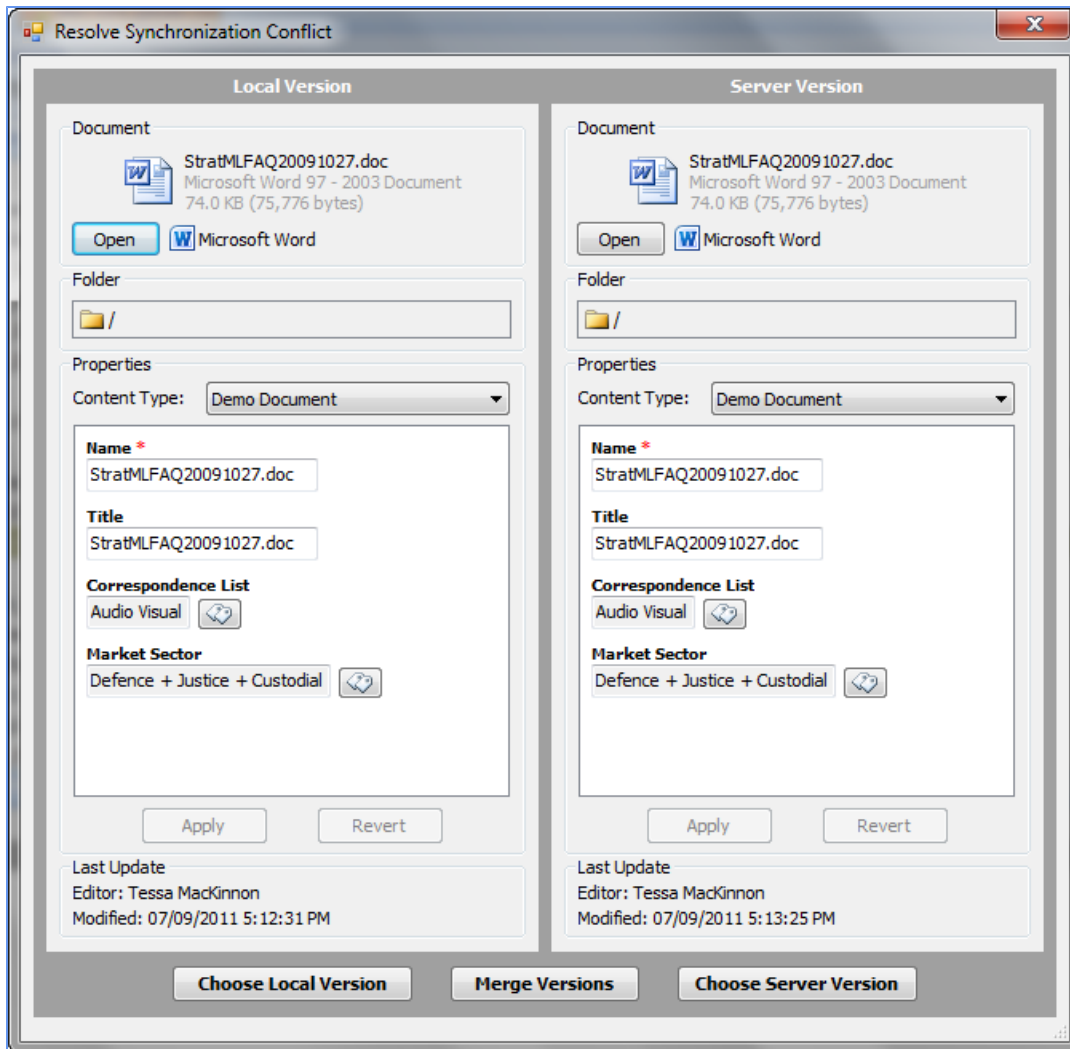 Resolve Synchronization Conflict
Local Version
Document
StratMLFAQ20091027.doc
Microsoft Word 97 - 2003 Document
74.0 KB (75,776 bytes)
Open
Microsoft Word
Folder
/
Properties
Content Type: Demo Document
Name *
StratMLFAQ20091027.doc
Title
StratMLFAQ20091027.doc
Correspondence List
Audio Visual
Market Sector
Defence + Justice + Custodial
Apply Revert
Last Update
Editor: Tessa MacKinnon
Modified: 07/09/2011 5:12:31 PM
Server Version
Document
StratMLFAQ20091027.doc
Microsoft Word 97 - 2003 Document
74.0 KB (75,776 bytes)
Open
Microsoft Word
Folder
/
Properties
Content Type: Demo Document
Name *
StratMLFAQ20091027.doc
Title
StratMLFAQ20091027.doc
Correspondence List
Audio Visual
Market Sector
Defence + Justice + Custodial
Apply Revert
Last Update
Editor: Tessa MacKinnon
Modified: 07/09/2011 5:13:25 PM
Choose Local Version Merge Versions Choose Server Version